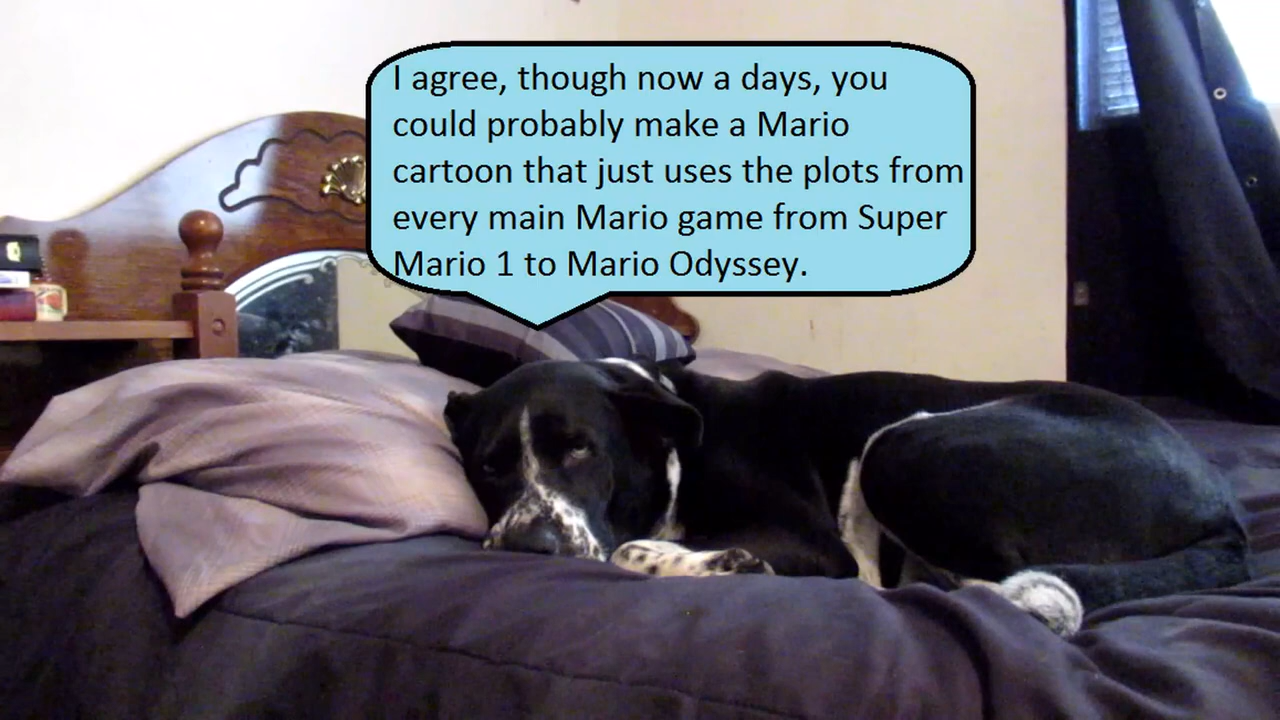 I agree, though now a days, you
could probably make a Mario
cartoon that just uses the plots from
every main Mario game from Super
Mario 1 to Mario Odyssey.